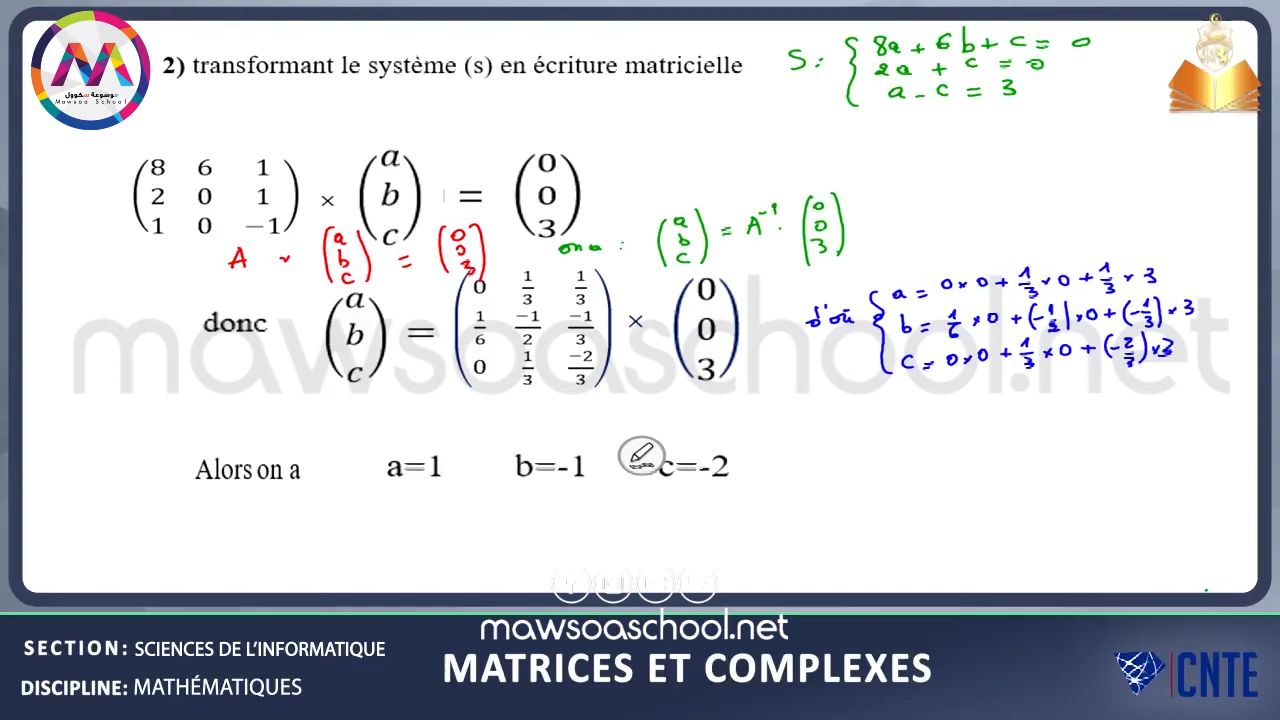 موسوعة سكوول
Mawsoa School
2) transformant le système (s) en écriture matricielle
S : { 8a + 6b + c = 0
2a + c = 0
a - c = 3
( 8 6 1 ) ( a ) ( 0 )
( 2 0 1 ) × ( b ) = ( 0 )
( 1 0 −1 ) ( c ) ( 3 )
A × ( a b c ) = ( 0 0 3 )
on a : ( a b c ) = A⁻¹ . ( 0 0 3 )
( a ) ( 0 1/3 1/3 ) ( 0 )
donc ( b ) = ( 1/6 −1/2 −1/3 ) × ( 0 )
( c ) ( 0 1/3 −2/3 ) ( 3 )
d'où { a = 0×0 + 1/3 × 0 + 1/3 × 3
b = 1/6 × 0 + (-1/3) × 0 + (-1/3) × 3
c = 0×0 + 1/3 × 0 + (-2/3) × 3
mawsoaschool.net
Alors on a a=1 b=-1 c=-2
mawsoaschool.net
SECTION: SCIENCES DE L'INFORMATIQUE
DISCIPLINE: MATHÉMATIQUES
MATRICES ET COMPLEXES
CNTE